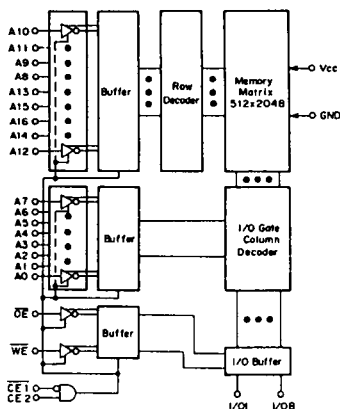 A10
A11
A9
A8
A13
A15
A16
A14
A12
Buffer
Row
Decoder
Memory
Matrix
512x2048
Vcc
GND
A7
A6
A5
A4
A3
A2
A1
A0
Buffer
I/O Gate
Column
Decoder
OE
WE
Buffer
I/O Buffer
CE1
CE2
I/O1
I/O8